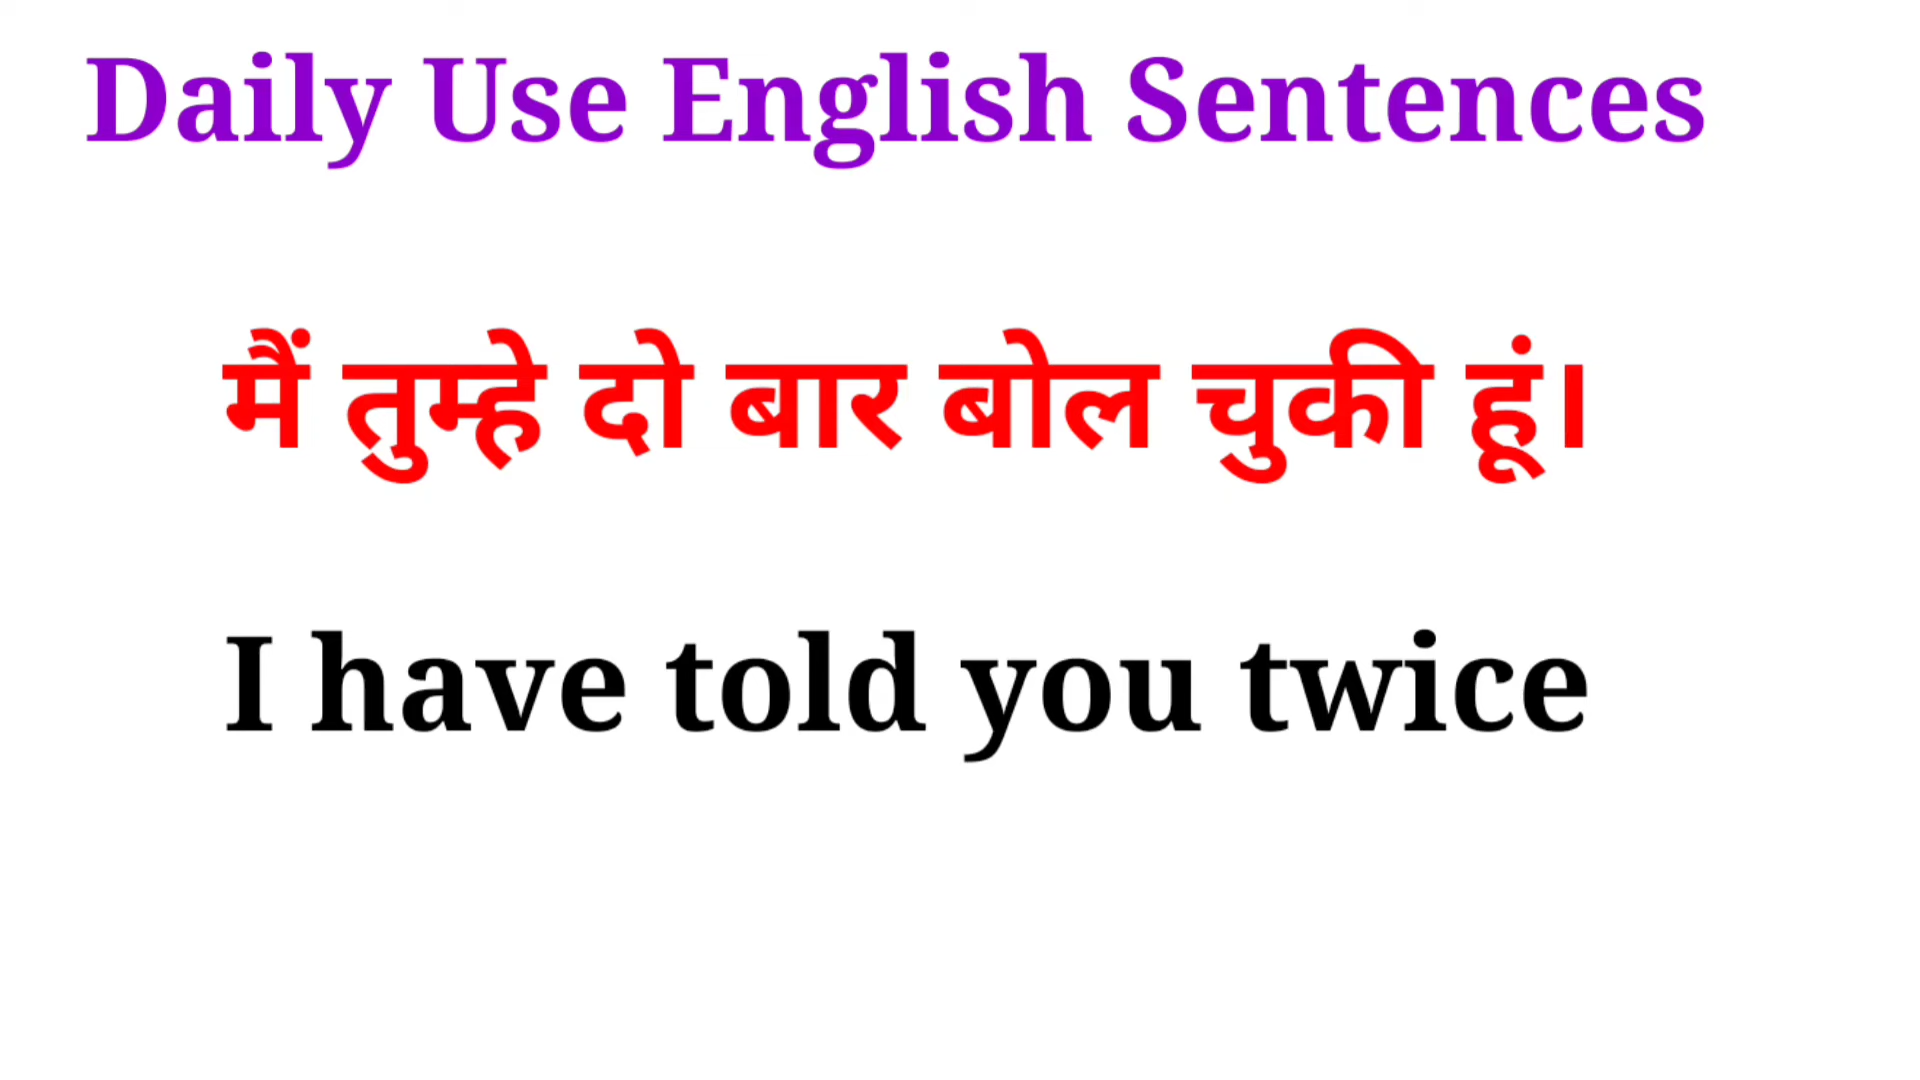 Daily Use English Sentences
मैं तुम्हे दो बार बोल चुकी हूं।
I have told you twice